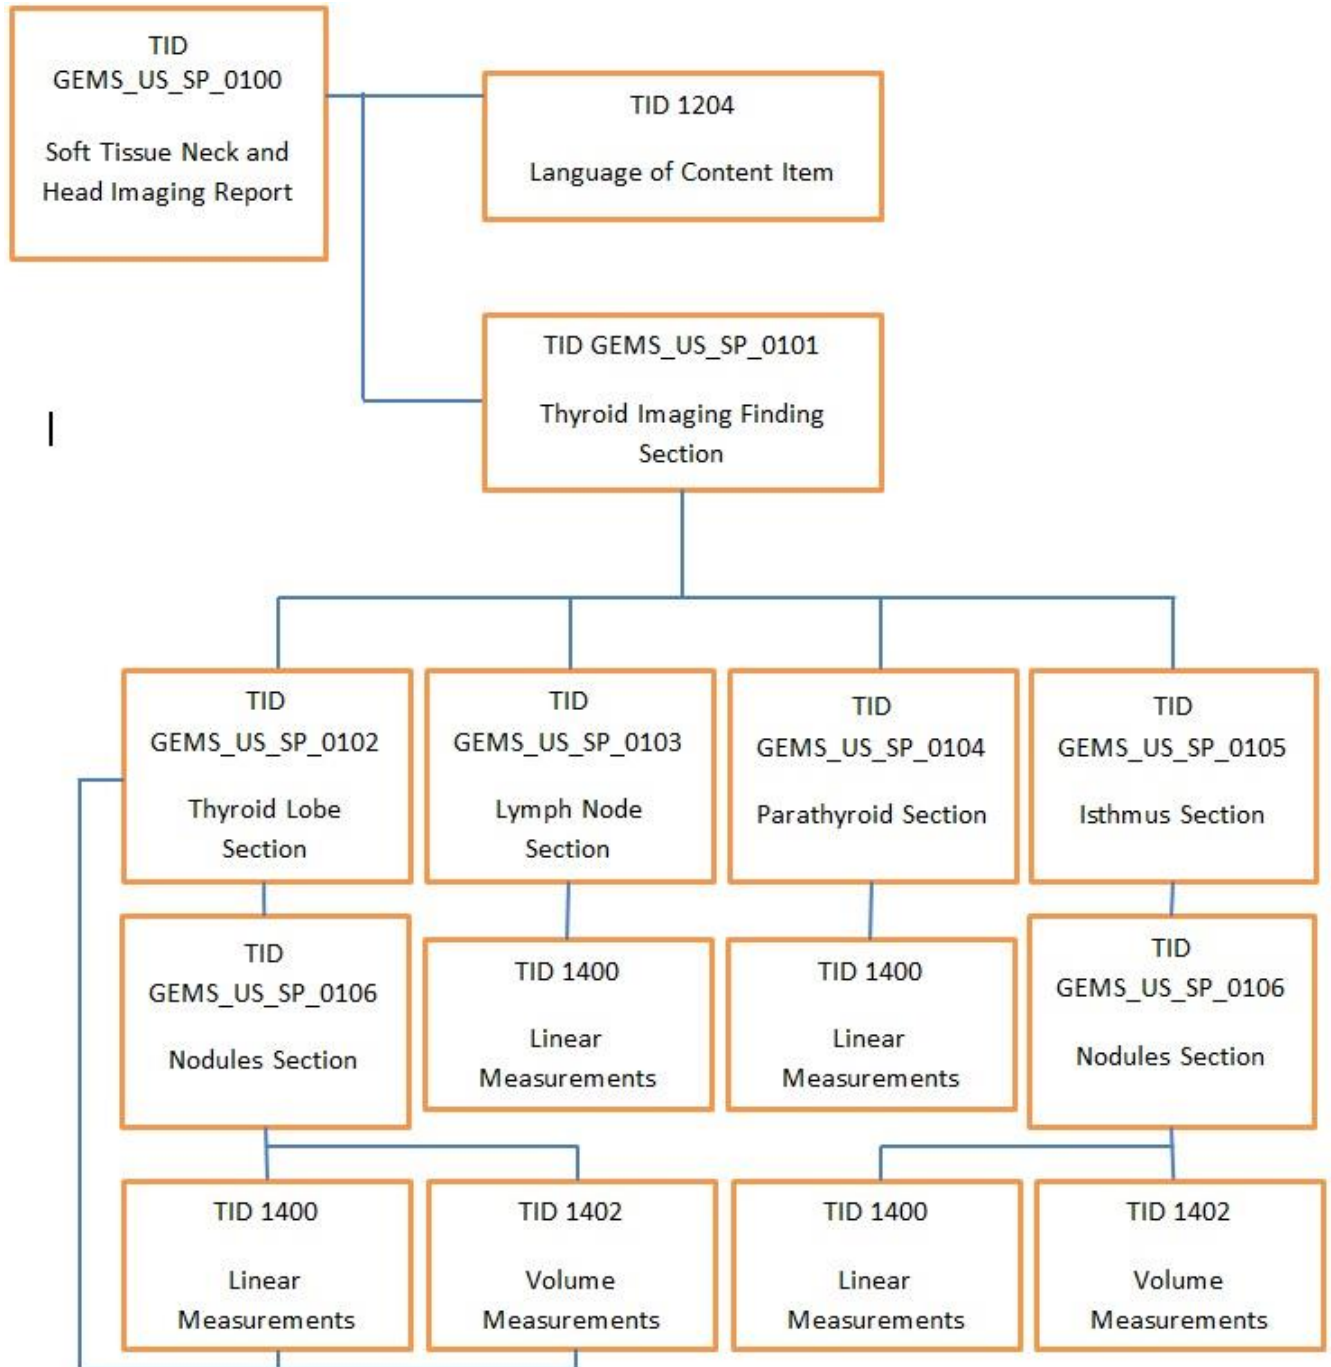 TID
GEMS_US_SP_0100
Soft Tissue Neck and
Head Imaging Report
TID 1204
Language of Content Item
TID GEMS_US_SP_0101
Thyroid Imaging Finding
Section
TID
GEMS_US_SP_0102
Thyroid Lobe
Section
TID
GEMS_US_SP_0103
Lymph Node
Section
TID
GEMS_US_SP_0104
Parathyroid Section
TID
GEMS_US_SP_0105
Isthmus Section
TID
GEMS_US_SP_0106
Nodules Section
TID 1400
Linear
Measurements
TID 1400
Linear
Measurements
TID
GEMS_US_SP_0106
Nodules Section
TID 1400
Linear
Measurements
TID 1402
Volume
Measurements
TID 1400
Linear
Measurements
TID 1402
Volume
Measurements